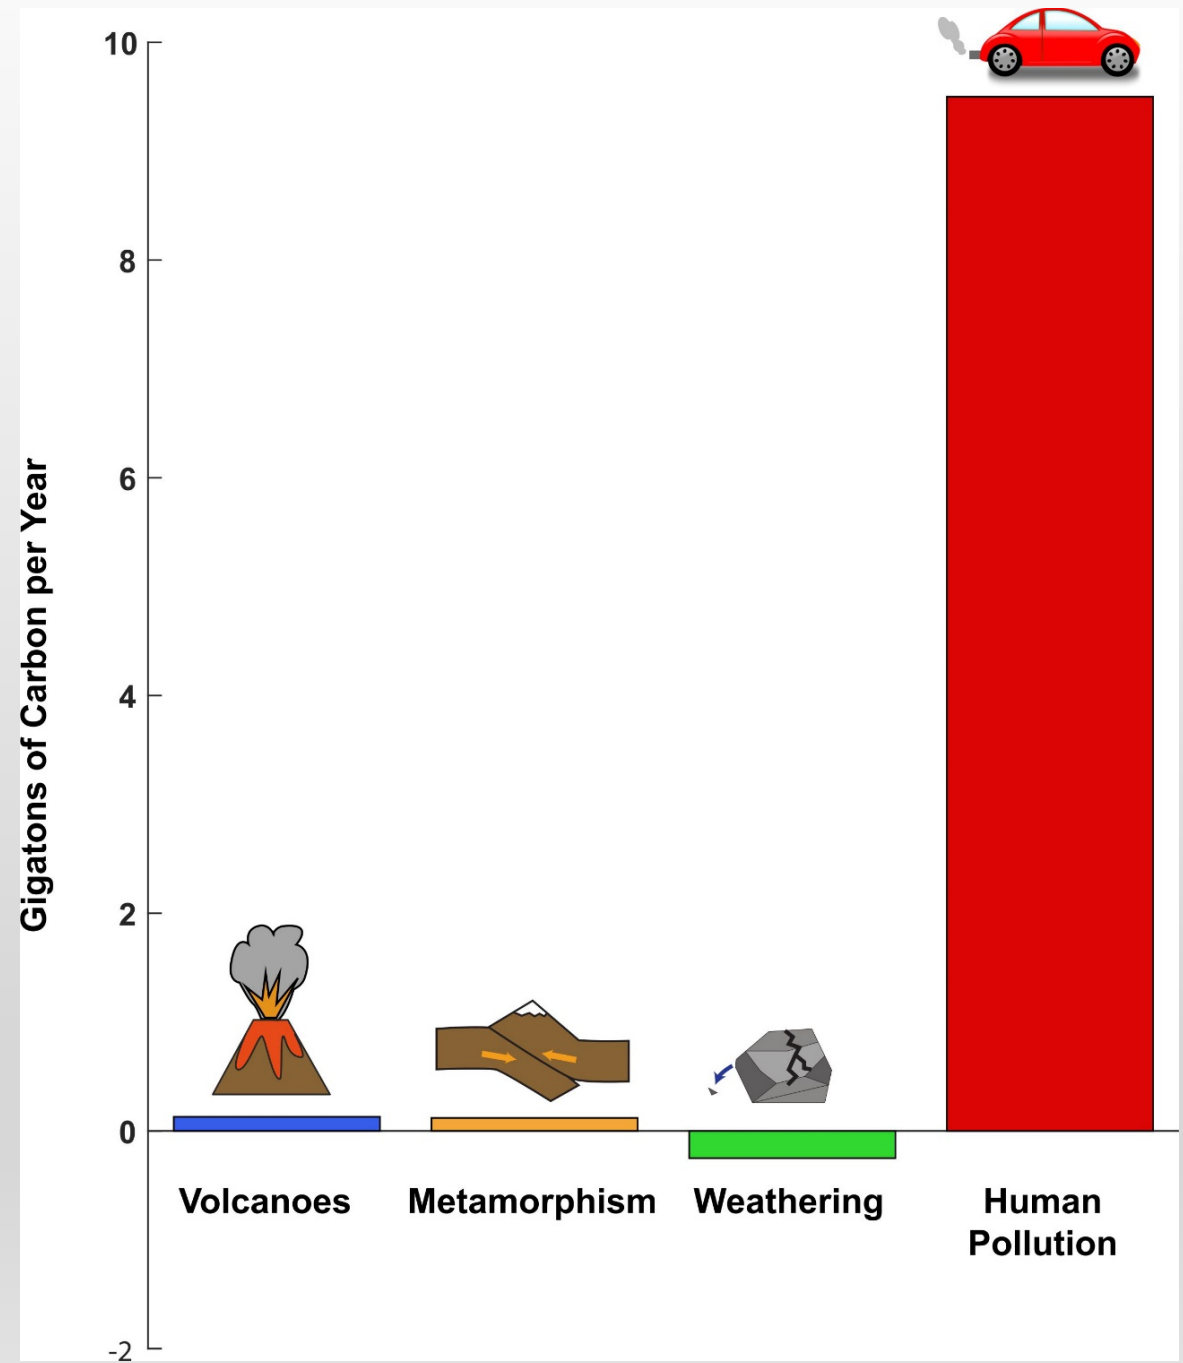 10
8
6
4
2
0
-2
Gigatons of Carbon per Year
Volcanoes
Metamorphism
Weathering
Human
Pollution